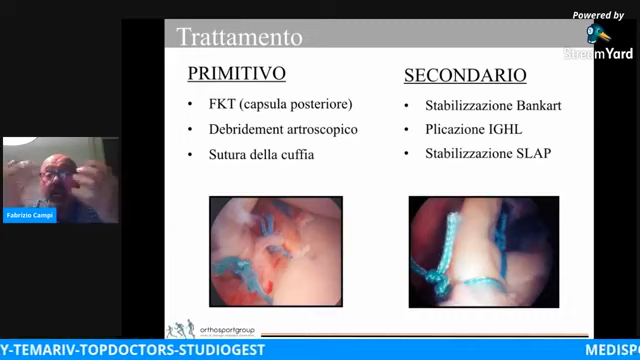 Powered by
StreamYard
Trattamento
PRIMITIVO
• FKT (capsula posteriore)
• Debridement artroscopico
• Sutura della cuffia
SECONDARIO
• Stabilizzazione Bankart
• Plicazione IGHL
• Stabilizzazione SLAP
Fabrizio Campi
orthosportgroup
Y-TEMARIV-TOPDOCTORS-STUDIOGEST
MEDISPO